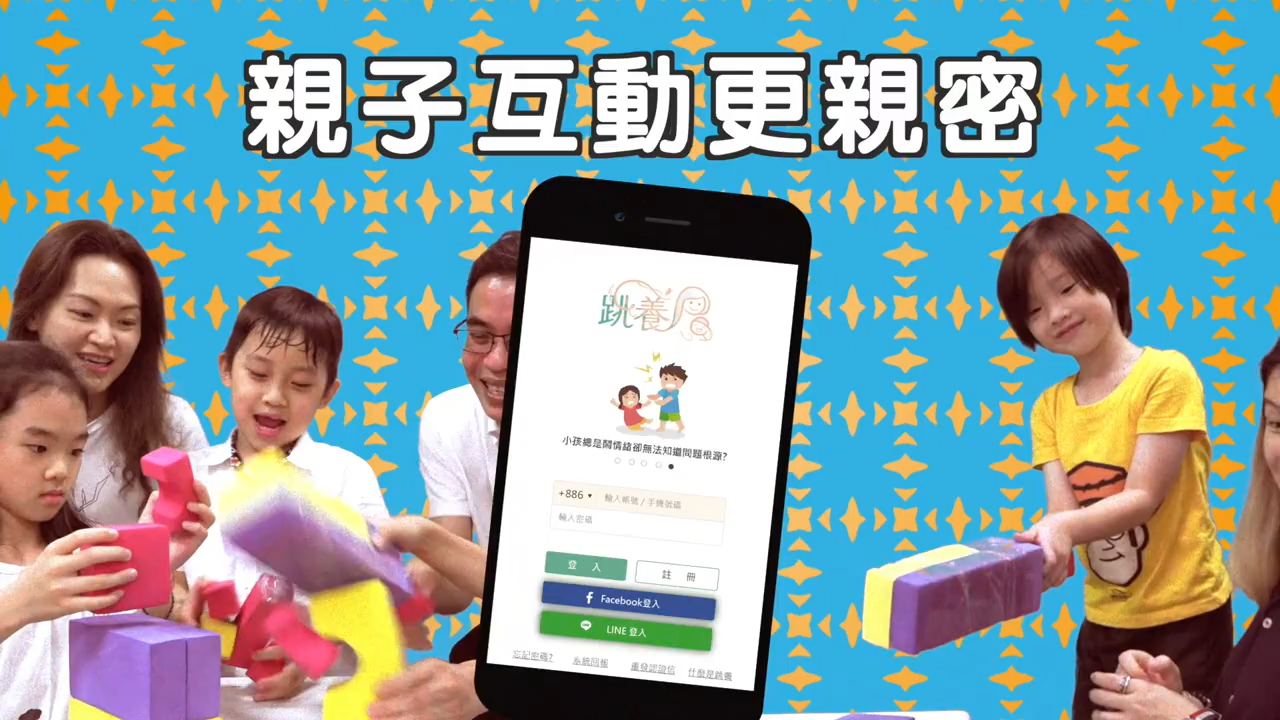 親子互動更親密
跳養
小孩總是鬧情緒卻無法知道問題根源?
+886 ▾ 輸入帳號 / 手機號碼
輸入密碼
登 入 註 冊
f Facebook登入
LINE 登入
忘記密碼? 系統回報 重發認證信 什麼是跳養